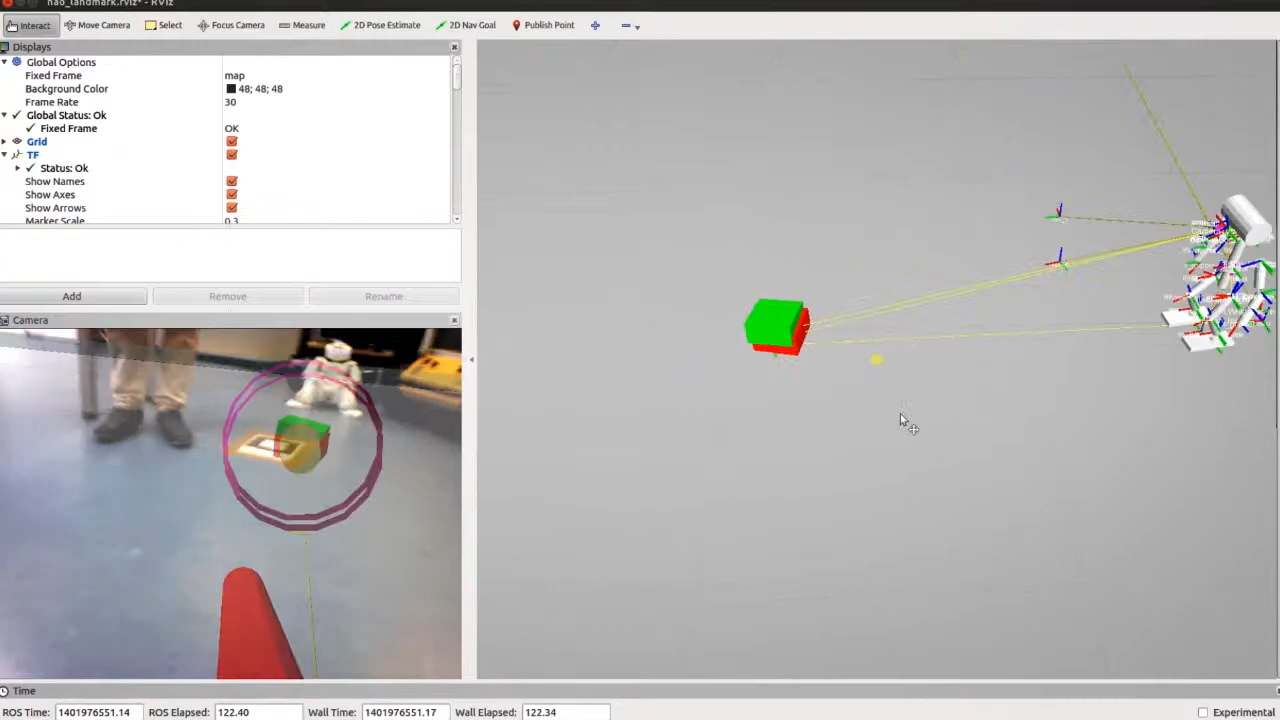 nao_landmark.rviz* - RViz
Interact Move Camera Select Focus Camera Measure 2D Pose Estimate 2D Nav Goal Publish Point
Displays
Global Options
Fixed Frame map
Background Color 48; 48; 48
Frame Rate 30
Global Status: Ok
Fixed Frame OK
Grid
TF
Status: Ok
Show Names
Show Axes
Show Arrows
Marker Scale 0.3
Add Remove Rename
Camera
Time
ROS Time: 1401976551.14 ROS Elapsed: 122.40 Wall Time: 1401976551.17 Wall Elapsed: 122.34 Experimental